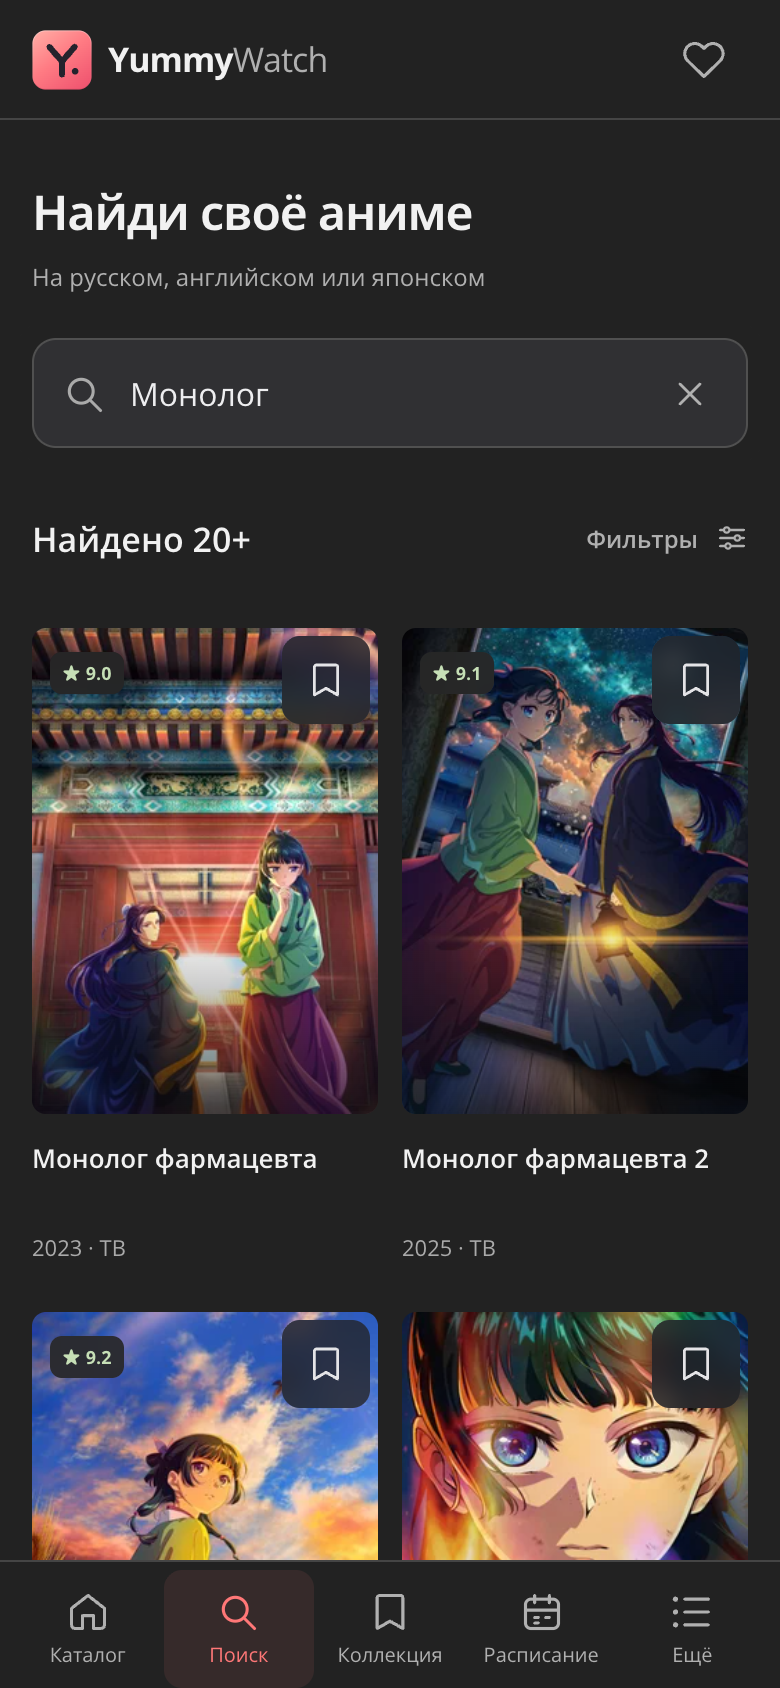 Y.
YummyWatch
Найди своё аниме
На русском, английском или японском
Монолог
Найдено 20+
Фильтры
★ 9.0
★ 9.1
Монолог фармацевта
Монолог фармацевта 2
2023 · ТВ
2025 · ТВ
★ 9.2
Каталог
Поиск
Коллекция
Расписание
Ещё